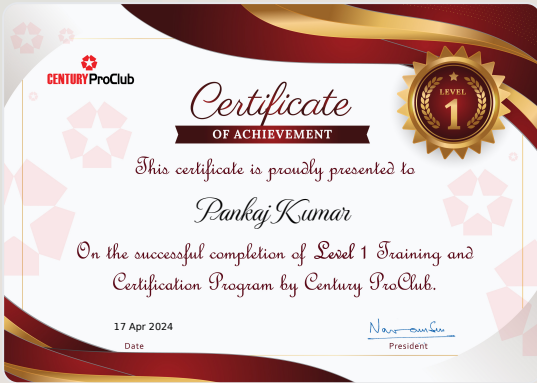 CENTURY ProClub
Certificate
OF ACHIEVEMENT
LEVEL
1
This certificate is proudly presented to
Pankaj Kumar
On the successful completion of Level 1 Training and
Certification Program by Century ProClub.
17 Apr 2024
Date
President